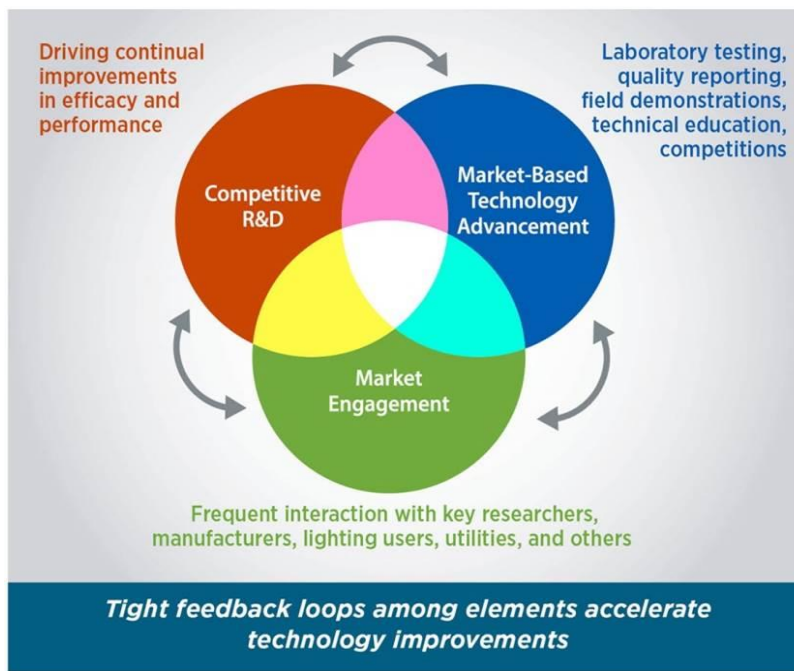 Driving continual
improvements
in efficacy and
performance
Laboratory testing,
quality reporting,
field demonstrations,
technical education,
competitions
Competitive
R&D
Market-Based
Technology
Advancement
Market
Engagement
Frequent interaction with key researchers,
manufacturers, lighting users, utilities, and others
Tight feedback loops among elements accelerate
technology improvements